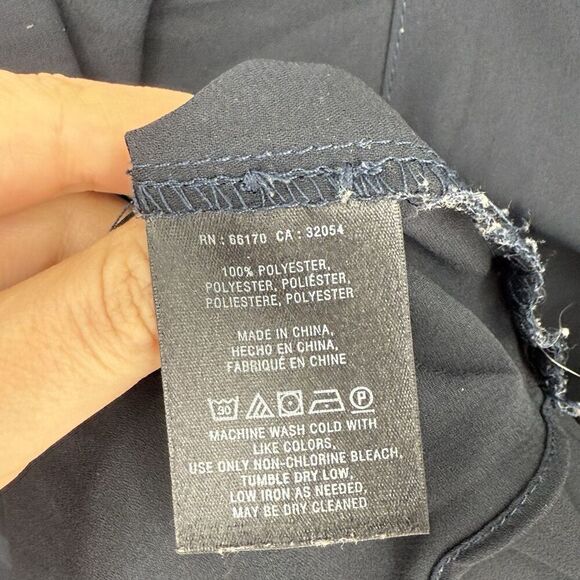 RN : 66170 CA : 32054
100% POLYESTER,
POLYESTER, POLIÉSTER,
POLIESTERE, POLYESTER
MADE IN CHINA,
HECHO EN CHINA,
FABRIQUÉ EN CHINE
30 P
MACHINE WASH COLD WITH
LIKE COLORS,
USE ONLY NON-CHLORINE BLEACH,
TUMBLE DRY LOW,
LOW IRON AS NEEDED,
MAY BE DRY CLEANED